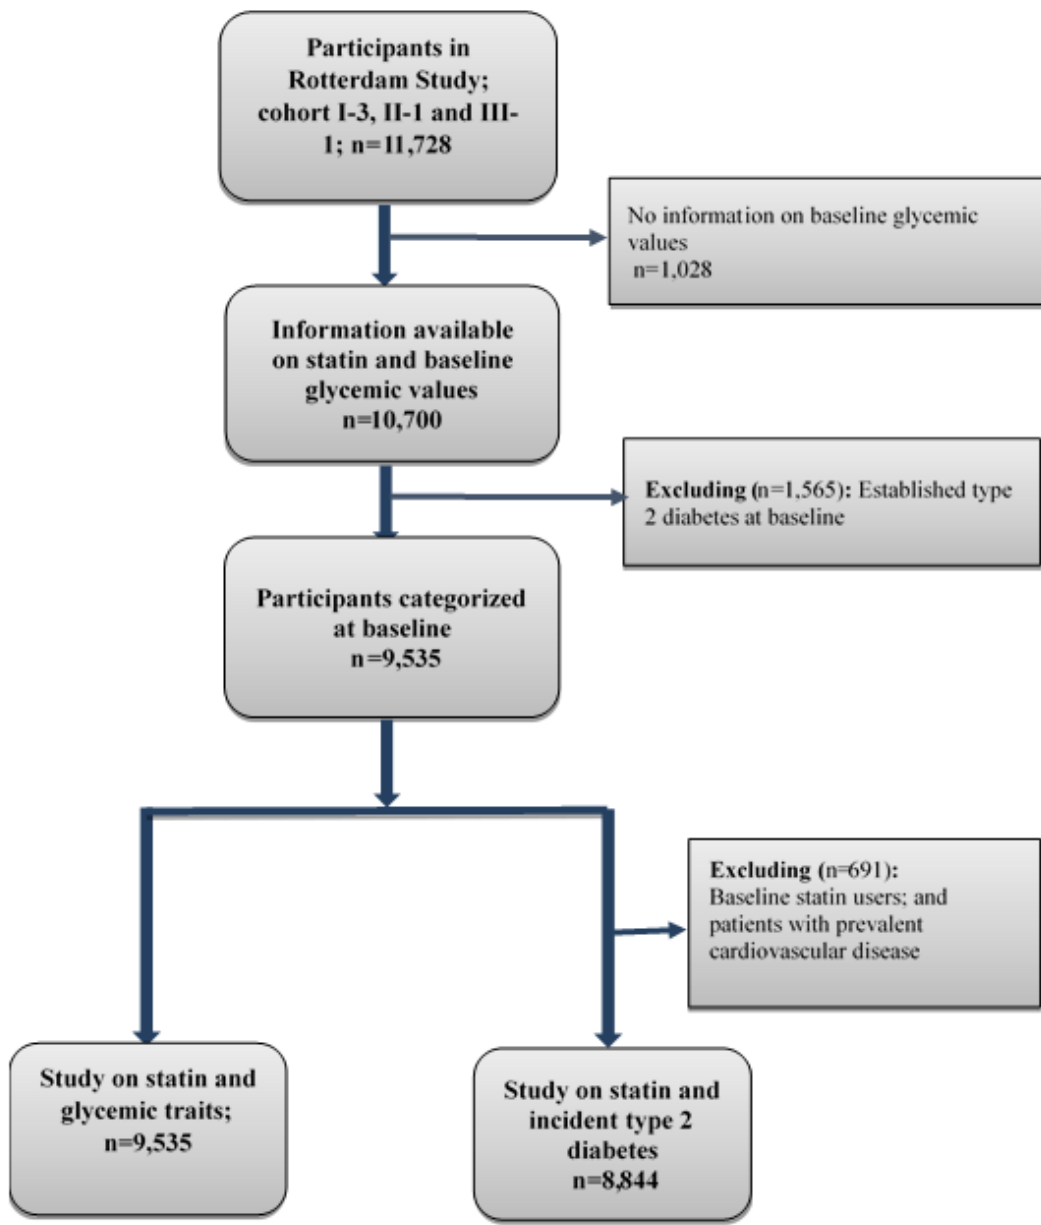 Participants in
Rotterdam Study;
cohort I-3, II-1 and III-
1; n=11,728
No information on baseline glycemic
values
n=1,028
Information available
on statin and baseline
glycemic values
n=10,700
Excluding (n=1,565): Established type
2 diabetes at baseline
Participants categorized
at baseline
n=9,535
Excluding (n=691):
Baseline statin users; and
patients with prevalent
cardiovascular disease
Study on statin and
glycemic traits;
n=9,535
Study on statin and
incident type 2
diabetes
n=8,844